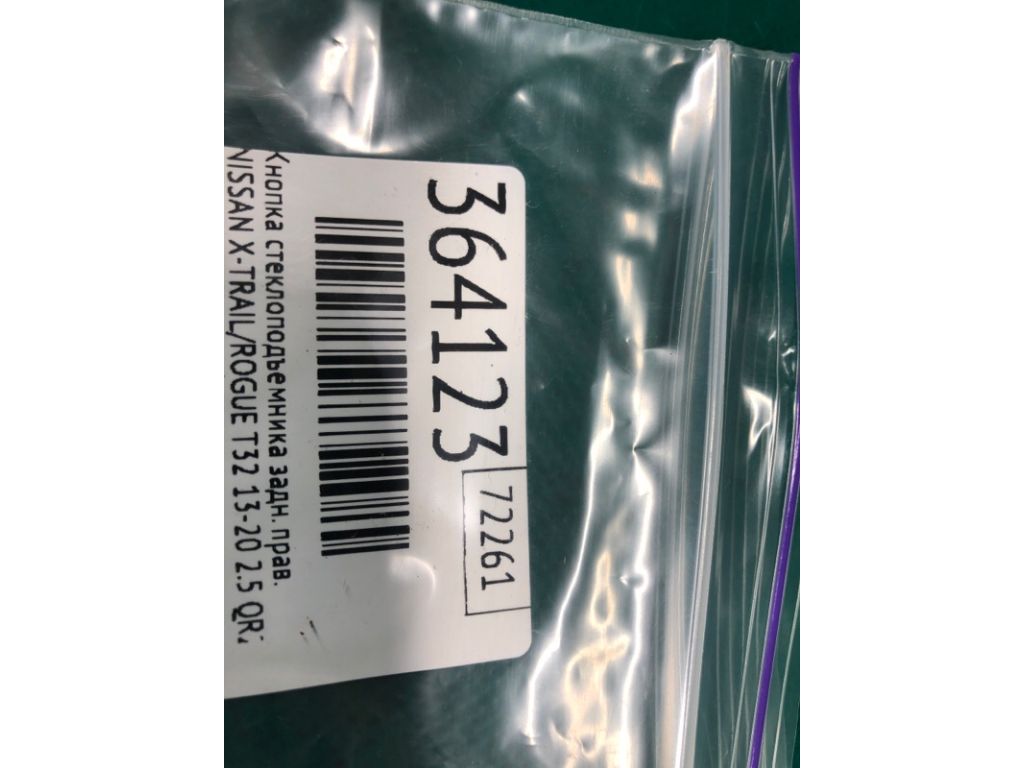 364123
72261
Кнопка стеклоподъемника задн. прав.
NISSAN X-TRAIL/ROGUE T32 13-20 2.5